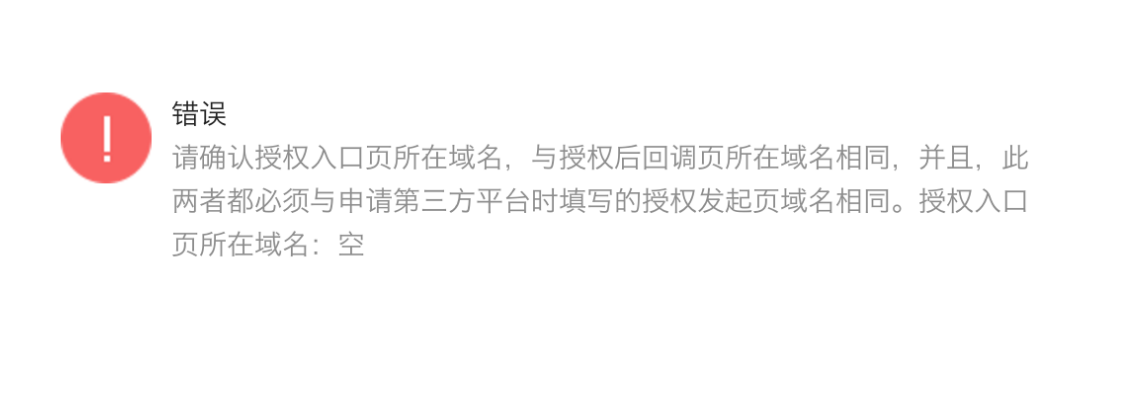 错误
请确认授权入口页所在域名，与授权后回调页所在域名相同，并且，此
两者都必须与申请第三方平台时填写的授权发起页域名相同。授权入口
页所在域名：空